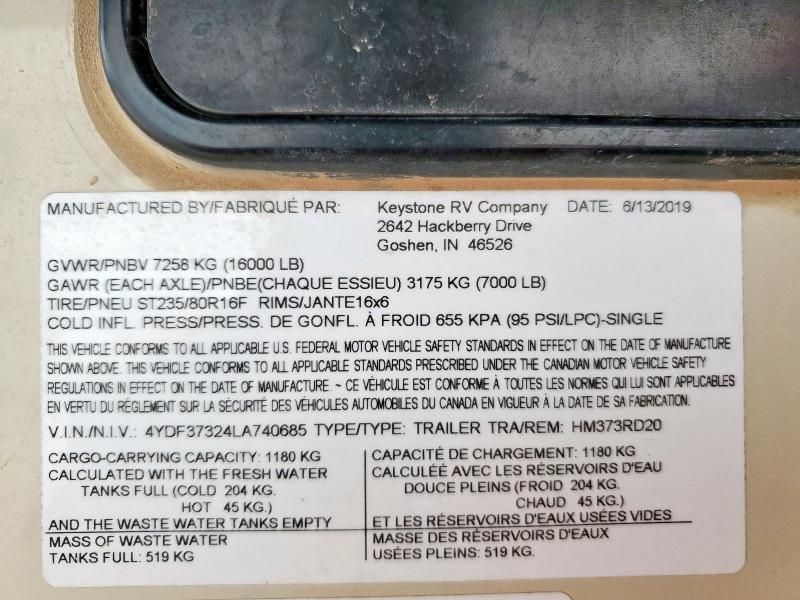 MANUFACTURED BY/FABRIQUÉ PAR: Keystone RV Company DATE: 6/13/2019
2642 Hackberry Drive
Goshen, IN 46526
GVWR/PNBV 7258 KG (16000 LB)
GAWR (EACH AXLE)/PNBE(CHAQUE ESSIEU) 3175 KG (7000 LB)
TIRE/PNEU ST235/80R16F RIMS/JANTE16x6
COLD INFL. PRESS/PRESS. DE GONFL. À FROID 655 KPA (95 PSI/LPC)-SINGLE
THIS VEHICLE CONFORMS TO ALL APPLICABLE U.S. FEDERAL MOTOR VEHICLE SAFETY STANDARDS IN EFFECT ON THE DATE OF MANUFACTURE
SHOWN ABOVE. THIS VEHICLE CONFORMS TO ALL APPLICABLE STANDARDS PRESCRIBED UNDER THE CANADIAN MOTOR VEHICLE SAFETY
REGULATIONS IN EFFECT ON THE DATE OF MANUFACTURE. ~ CE VÉHICULE EST CONFORME À TOUTES LES NORMES QUI LUI SONT APPLICABLES
EN VERTU DU RÉGLEMENT SUR LA SÉCURITÉ DES VÉHICULES AUTOMOBILES DU CANADA EN VIGUEUR À LA DATE DE SA FABRICATION.
V.I.N./N.I.V.: 4YDF37324LA740685 TYPE/TYPE: TRAILER TRA/REM: HM373RD20
CARGO-CARRYING CAPACITY: 1180 KG
CALCULATED WITH THE FRESH WATER
TANKS FULL (COLD 204 KG.
HOT 45 KG.)
AND THE WASTE WATER TANKS EMPTY
MASS OF WASTE WATER
TANKS FULL: 519 KG
CAPACITÉ DE CHARGEMENT: 1180 KG
CALCULÉE AVEC LES RÉSERVOIRS D'EAU
DOUCE PLEINS (FROID 204 KG.
CHAUD 45 KG.)
ET LES RÉSERVOIRS D'EAUX USÉES VIDES
MASSE DES RÉSERVOIRS D'EAUX
USÉES PLEINS: 519 KG.